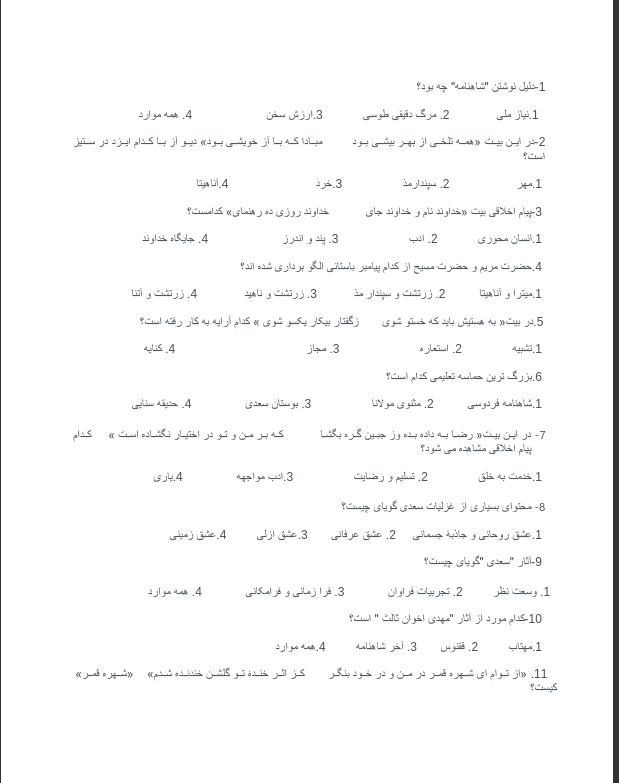 1-دلیل نوشتن "شاهنامه" چه بود؟
1.نیاز ملی 2. مرگ دقیقی طوسی 3.ارزش سخن 4. همه موارد
2-در این بیت «همه تلخی از بهر بیشی بود مبادا که با آز خویشی بود» دیو آز با کدام ایزد در ستیز
است؟
1.مهر 2. سپندارمذ 3.خرد 4.آناهیتا
3-پیام اخلاقی بیت «خداوند نام و خداوند جای خداوند روزی ده رهنمای» کدامست؟
1.انسان محوری 2. ادب 3. پند و اندرز 4. جایگاه خداوند
4.حضرت مریم و حضرت مسیح از کدام پیامبر باستانی الگو برداری شده اند؟
1.میترا و آناهیتا 2. زرتشت و سپندار مذ 3. زرتشت و ناهید 4. زرتشت و آتنا
5.در بیت« به هستیش باید که خستو شوی زگفتار بیکار یکسو شوی » کدام آرایه به کار رفته است؟
1.تشبیه 2. استعاره 3. مجاز 4. کنایه
6.بزرگ ترین حماسه تعلیمی کدام است؟
1.شاهنامه فردوسی 2. مثنوی مولانا 3. بوستان سعدی 4. حدیقه سنایی
7- در این بیت« رضا به داده بده وز جبین گره بگشا که بر من و تو در اختیار نگشاده است » کدام
پیام اخلاقی مشاهده می شود؟
1.خدمت به خلق 2. تسلیم و رضایت 3.ادب مواجهه 4.یاری
8- محتوای بسیاری از غزلیات سعدی گویای چیست؟
1.عشق روحانی و جاذبة جسمانی 2. عشق عرفانی 3.عشق ازلی 4.عشق زمینی
9-آثار "سعدی "گویای چیست؟
1. وسعت نظر 2. تجربیات فراوان 3. فرا زمانی و فرامکانی 4. همه موارد
10-کدام مورد از آثار "مهدی اخوان ثالث " است؟
1.مهتاب 2. ققنوس 3. آخر شاهنامه 4.همه موارد
11. «از توام ای شهره قمر در من و در خود بنگر کز اثر خندة تو گلشن خندنده شدم» «شهره قمر»
کیست؟